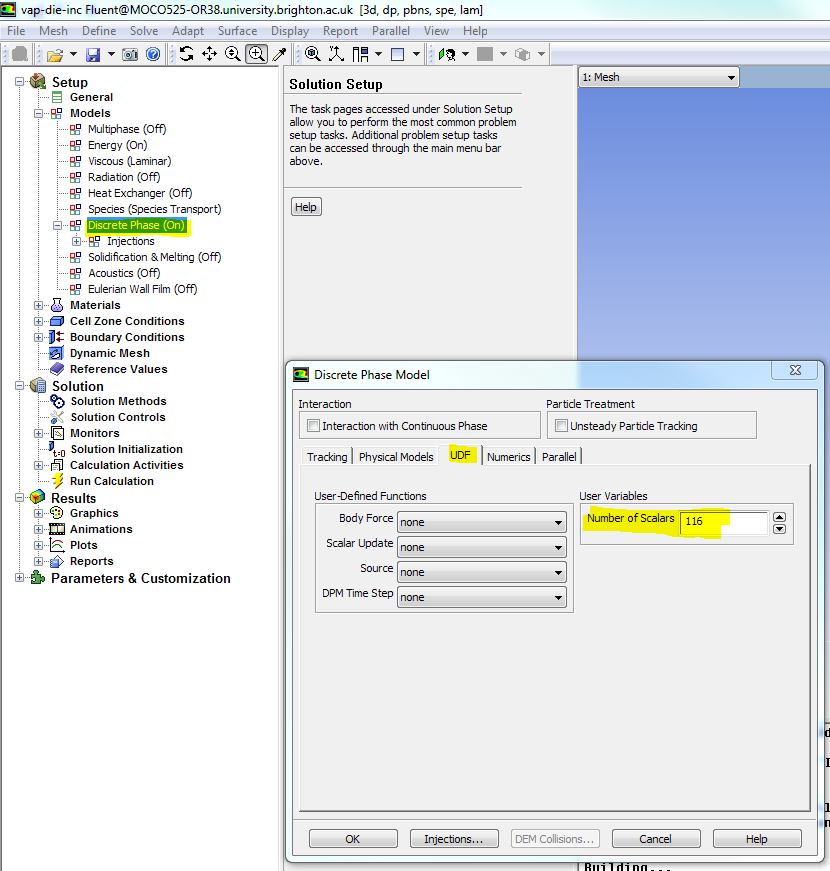 vap-die-inc Fluent@MOCO525-OR38.university.brighton.ac.uk [3d, dp, pbns, spe, lam]
File Mesh Define Solve Adapt Surface Display Report Parallel View Help
Setup
General
Models
Multiphase (Off)
Energy (On)
Viscous (Laminar)
Radiation (Off)
Heat Exchanger (Off)
Species (Species Transport)
Discrete Phase (On)
Injections
Solidification & Melting (Off)
Acoustics (Off)
Eulerian Wall Film (Off)
Materials
Cell Zone Conditions
Boundary Conditions
Dynamic Mesh
Reference Values
Solution
Solution Methods
Solution Controls
Monitors
t=0
Solution Initialization
Calculation Activities
Run Calculation
Results
Graphics
Animations
Plots
Reports
Parameters & Customization
Solution Setup
The task pages accessed under Solution Setup
allow you to perform the most common problem
setup tasks. Additional problem setup tasks
can be accessed through the main menu bar
above.
Help
1: Mesh
Discrete Phase Model
Interaction
Interaction with Continuous Phase
Particle Treatment
Unsteady Particle Tracking
Tracking Physical Models UDF Numerics Parallel
User-Defined Functions
Body Force none
Scalar Update none
Source none
DPM Time Step none
User Variables
Number of Scalars 116
OK Injections... DEM Collisions... Cancel Help
Building...